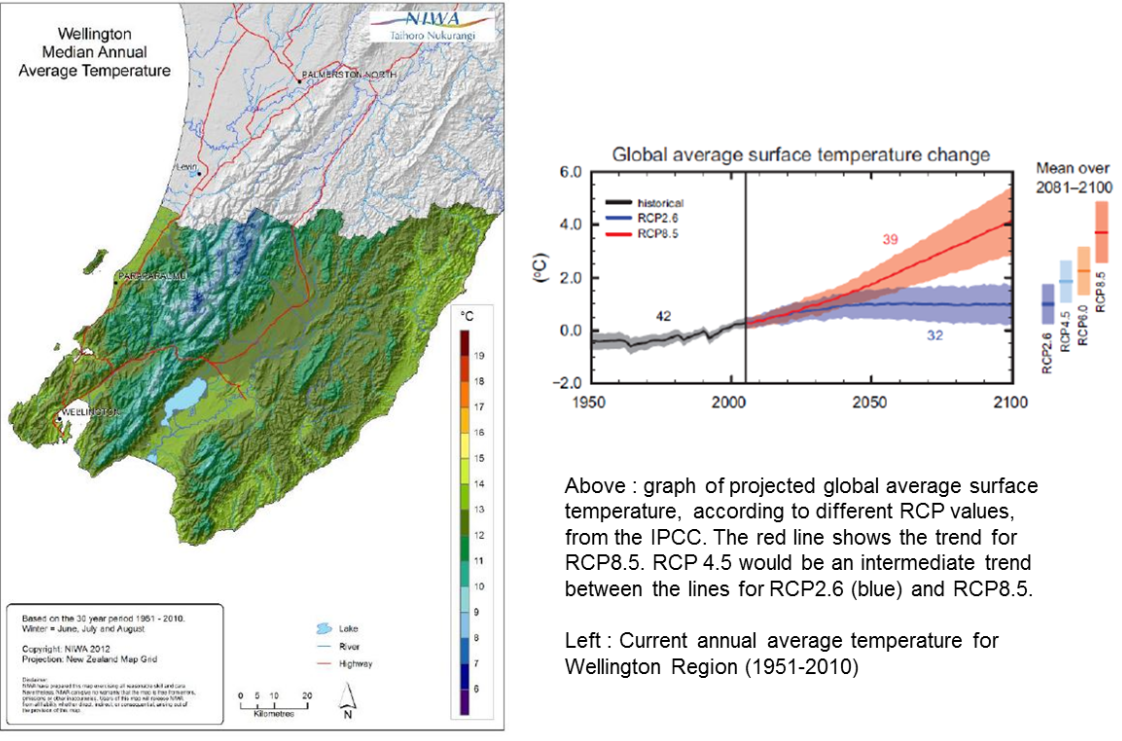 Wellington
Median Annual
Average Temperature
NIWA
Taihoro Nukurangi
PALMERSTON NORTH
Levin
PARAPARAUMU
WELLINGTON
°C
19
18
17
16
15
14
13
12
11
10
9
8
7
6
Based on the 30 year period 1951 - 2010.
Winter = June, July and August
Copyright: NIWA 2012
Projection: New Zealand Map Grid
Disclaimer:
Lake
River
Highway
0 5 10 20
Kilometres
N
Global average surface temperature change
(°C)
6.0
4.0
2.0
0.0
−2.0
historical
RCP2.6
RCP8.5
42
39
32
1950
2000
2050
2100
Mean over
2081–2100
RCP2.6
RCP4.5
RCP6.0
RCP8.5
Above : graph of projected global average surface
temperature, according to different RCP values,
from the IPCC. The red line shows the trend for
RCP8.5. RCP 4.5 would be an intermediate trend
between the lines for RCP2.6 (blue) and RCP8.5.
Left : Current annual average temperature for
Wellington Region (1951-2010)